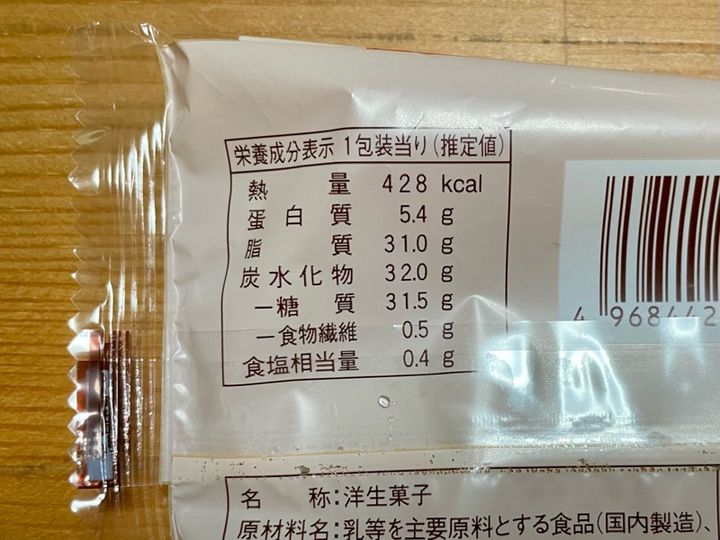 栄養成分表示 1包装当り(推定値)
熱量 428 kcal
蛋白質 5.4 g
脂質 31.0 g
炭水化物 32.0 g
―糖質 31.5 g
―食物繊維 0.5 g
食塩相当量 0.4 g
4 968442
名称:洋生菓子
原材料名:乳等を主要原料とする食品(国内製造)、